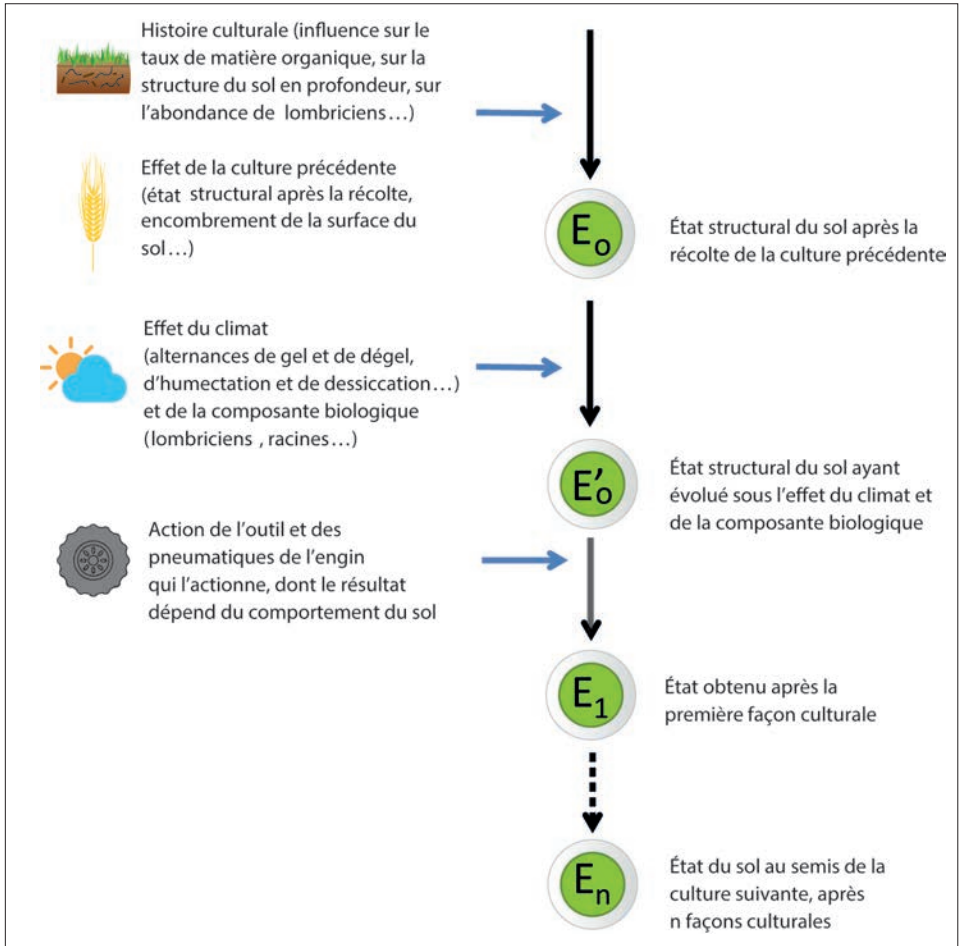 Histoire culturale (influence sur le
taux de matière organique, sur la
structure du sol en profondeur, sur
l'abondance de lombriciens...)
Effet de la culture précédente
(état structural après la récolte,
encombrement de la surface du
sol...)
E₀
État structural du sol après la
récolte de la culture précédente
Effet du climat
(alternances de gel et de dégel,
d'humectation et de dessiccation...)
et de la composante biologique
(lombriciens , racines...)
E'₀
État structural du sol ayant
évolué sous l'effet du climat et
de la composante biologique
Action de l'outil et des
pneumatiques de l'engin
qui l'actionne, dont le résultat
dépend du comportement du sol
E₁
État obtenu après la
première façon culturale
Eₙ
État du sol au semis de la
culture suivante, après
n façons culturales